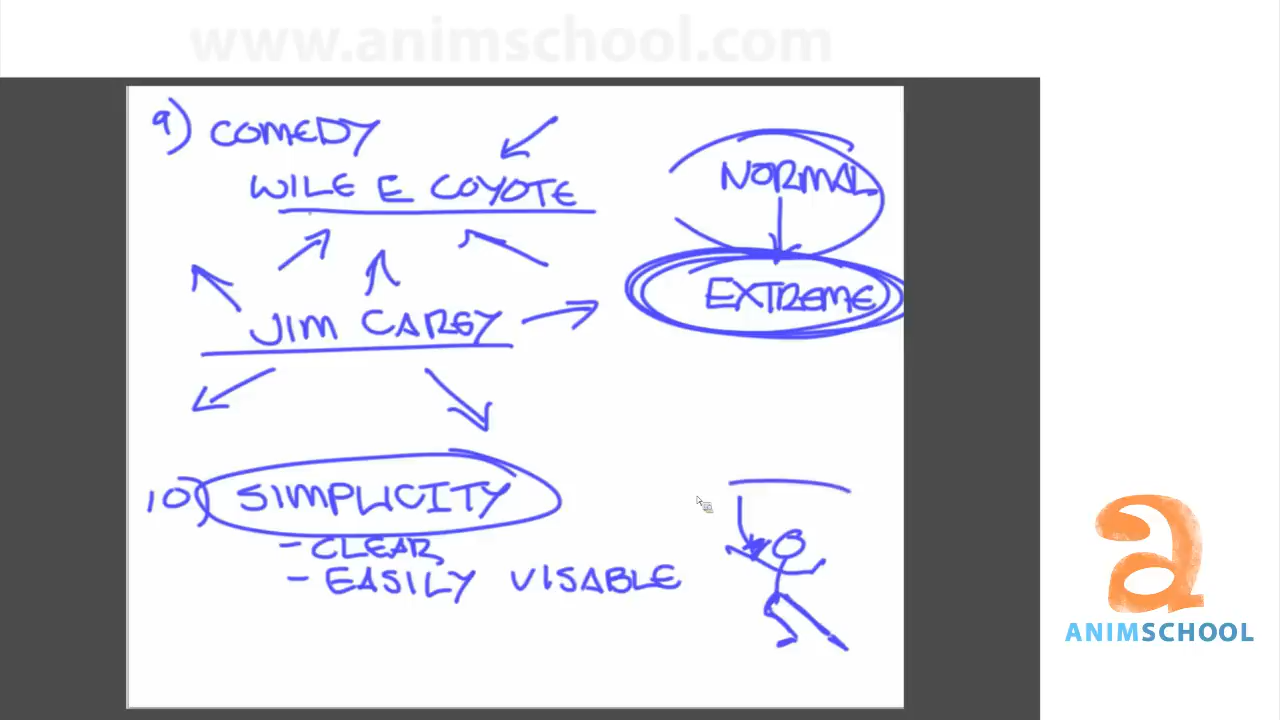 www.animschool.com
9) COMEDY
WILE E COYOTE
NORMAL
EXTREME
JIM CAREY
10) SIMPLICITY
- CLEAR
- EASILY VISABLE
ANIMSCHOOL